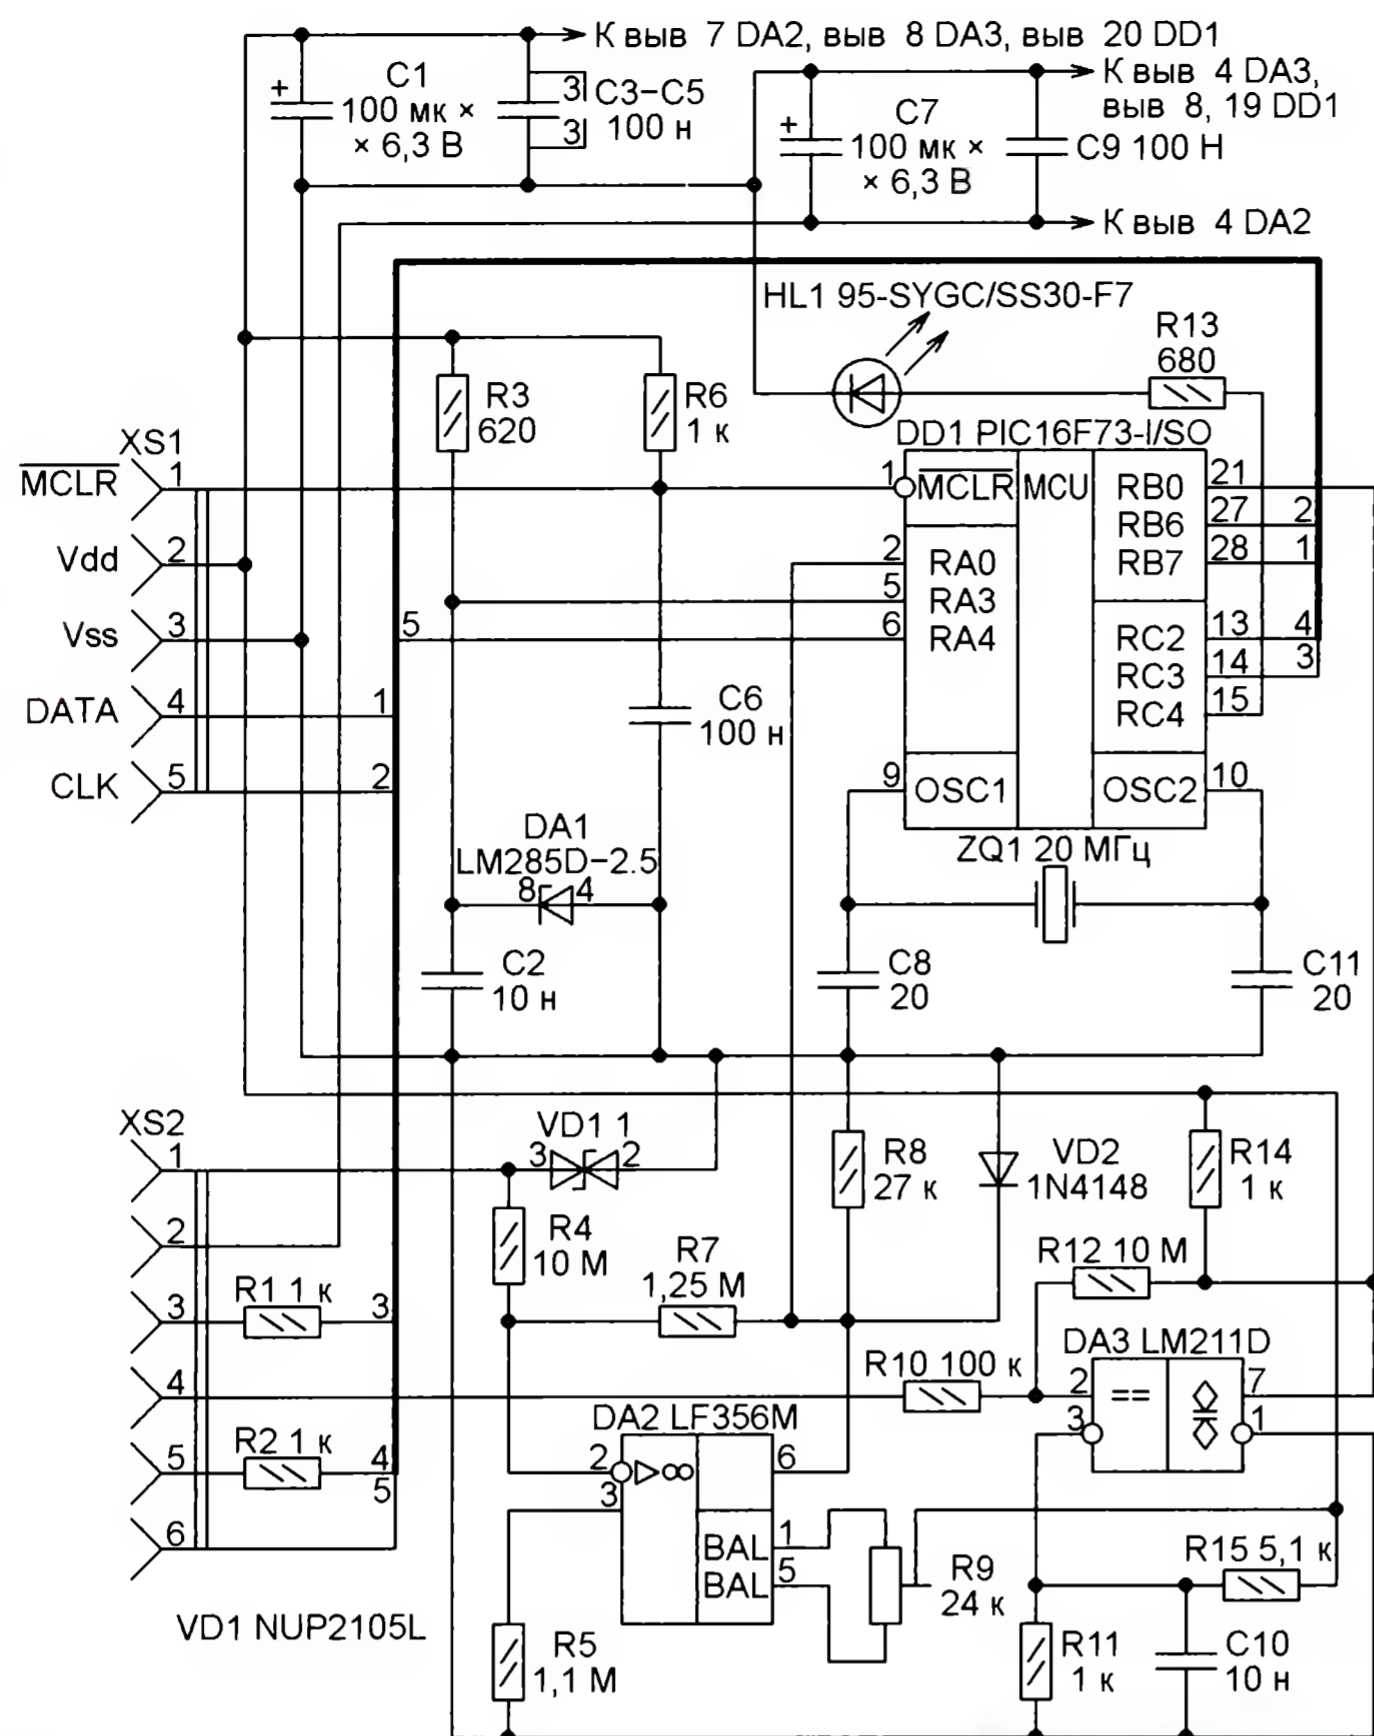 К выв 7 DA2, выв 8 DA3, выв 20 DD1
C1
100 мк ×
× 6,3 В
+
3
3
C3–C5
100 н
К выв 4 DA3,
выв 8, 19 DD1
C7
100 мк ×
× 6,3 В
+
C9 100 Н
К выв 4 DA2
HL1 95-SYGC/SS30-F7
R13
680
R3
620
R6
1 к
DD1 PIC16F73-I/SO
XS1
MCLR
1
Vdd
2
Vss
3
DATA
4
1
CLK
5
2
5
1
MCLR
MCU
RB0
21
RB6
27
2
RB7
28
1
2
RA0
5
RA3
6
RA4
RC2
13
4
RC3
14
3
RC4
15
9
OSC1
OSC2
10
C6
100 н
DA1
LM285D–2.5
8
4
ZQ1 20 МГц
C2
10 н
C8
20
C11
20
XS2
1
2
3
4
5
6
VD1 1
3
2
R8
27 к
VD2
1N4148
R14
1 к
R4
10 М
R7
1,25 М
R12 10 М
R1 1 к
3
DA3 LM211D
R10 100 к
2
==
7
3
1
R2 1 к
4
5
DA2 LF356M
2
∞
6
3
BAL
1
BAL
5
R9
24 к
R15 5,1 к
VD1 NUP2105L
R5
1,1 М
R11
1 к
C10
10 н